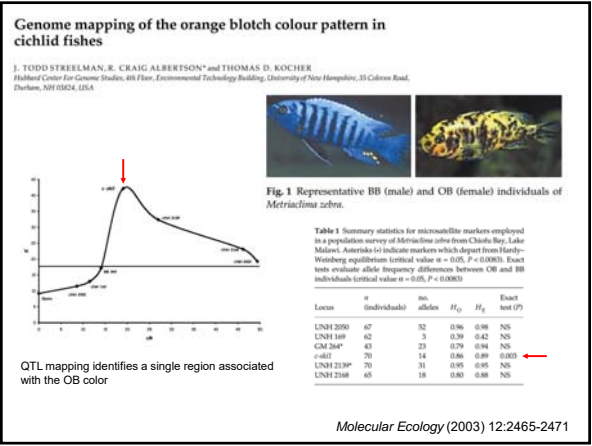 Genome mapping of the orange blotch colour pattern in
cichlid fishes
J. TODD STREELMAN, R. CRAIG ALBERTSON* and THOMAS D. KOCHER
Hubbard Center for Genome Studies, 4th Floor, Environmental Technology Building, University of New Hampshire, 35 Colovos Road,
Durham, NH 03824, USA
Fig. 1 Representative BB (male) and OB (female) individuals of
Metriaclima zebra.
c-ski1
cM
QTL mapping identifies a single region associated
with the OB color
Table 1 Summary statistics for microsatellite markers employed
in a population survey of Metriaclima zebra from Chiofu Bay, Lake
Malawi. Asterisks (*) indicate markers which depart from Hardy–
Weinberg equilibrium (critical value α = 0.05, P < 0.0083). Exact
tests evaluate allele frequency differences between OB and BB
individuals (critical value α = 0.05, P < 0.0083)
Locus n (individuals) no. alleles HO HE Exact test (P)
UNH 2050 67 52 0.96 0.98 NS
UNH 169 62 3 0.39 0.42 NS
GM 264* 43 23 0.79 0.94 NS
c-ski1 70 14 0.86 0.89 0.003
UNH 2139* 70 31 0.95 0.95 NS
UNH 2168 65 18 0.80 0.88 NS
Molecular Ecology (2003) 12:2465-2471